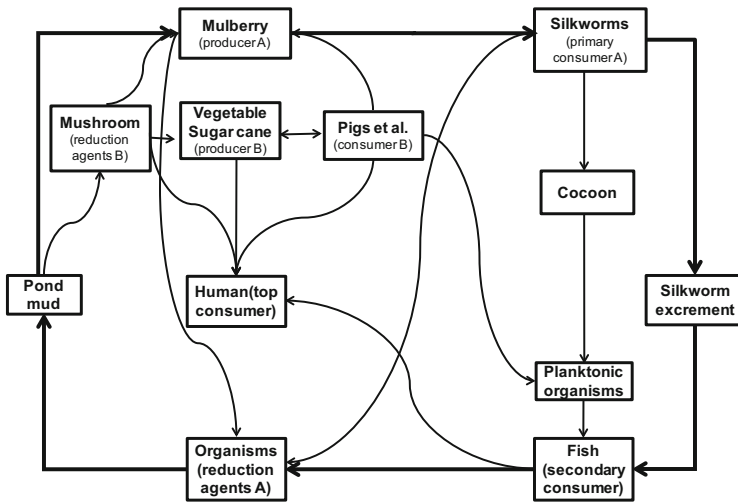 Mulberry
(producer A)
Silkworms
(primary
consumer A)
Mushroom
(reduction
agents B)
Vegetable
Sugar cane
(producer B)
Pigs et al.
(consumer B)
Cocoon
Pond
mud
Human(top
consumer)
Silkworm
excrement
Planktonic
organisms
Organisms
(reduction
agents A)
Fish
(secondary
consumer)